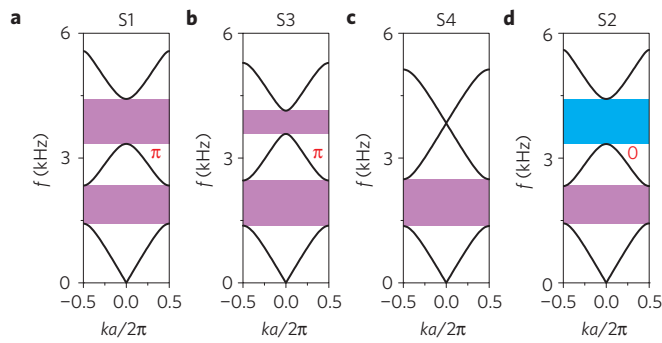 a S1 b S3 c S4 d S2
6 6 6 6
f (kHz) f (kHz) f (kHz) f (kHz)
3 3 3 3
π π 0
0 0 0 0
−0.5 0.0 0.5 −0.5 0.0 0.5 −0.5 0.0 0.5 −0.5 0.0 0.5
ka/2π ka/2π ka/2π ka/2π